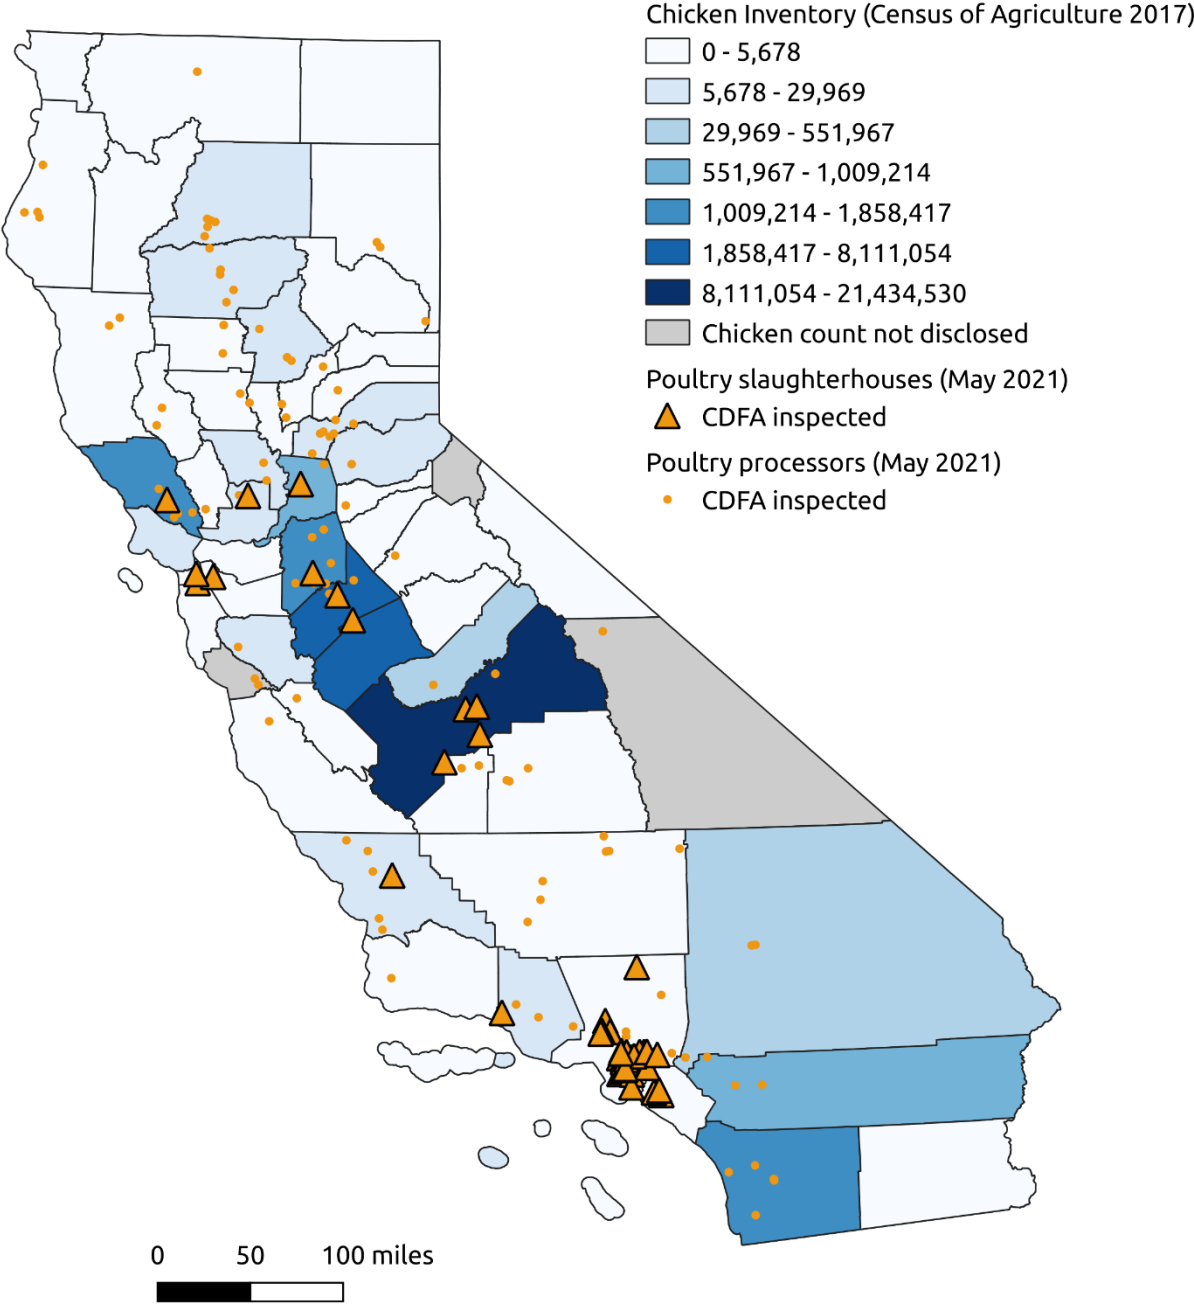 Chicken Inventory (Census of Agriculture 2017)
0 - 5,678
5,678 - 29,969
29,969 - 551,967
551,967 - 1,009,214
1,009,214 - 1,858,417
1,858,417 - 8,111,054
8,111,054 - 21,434,530
Chicken count not disclosed
Poultry slaughterhouses (May 2021)
CDFA inspected
Poultry processors (May 2021)
CDFA inspected
0 50 100 miles